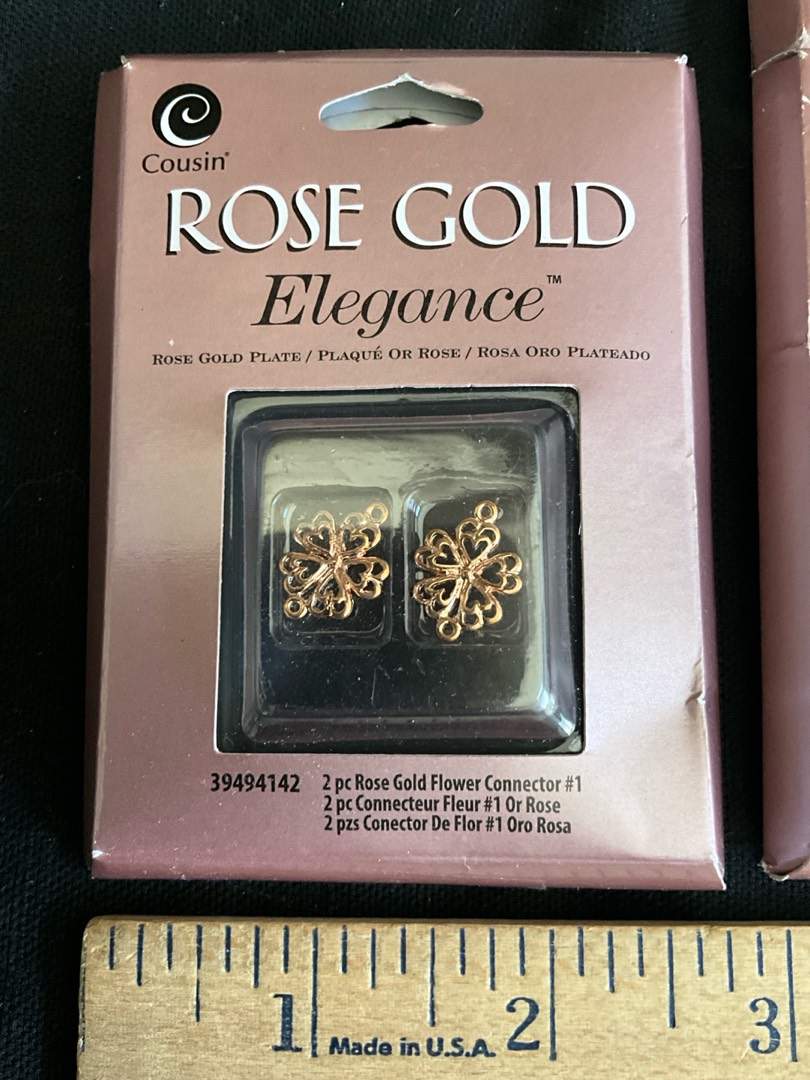 Cousin®
ROSE GOLD
Elegance™
ROSE GOLD PLATE / PLAQUÉ OR ROSE / ROSA ORO PLATEADO
39494142 2 pc Rose Gold Flower Connector #1
2 pc Connecteur Fleur #1 Or Rose
2 pzs Conector De Flor #1 Oro Rosa
1 Made in U.S.A. 2 3